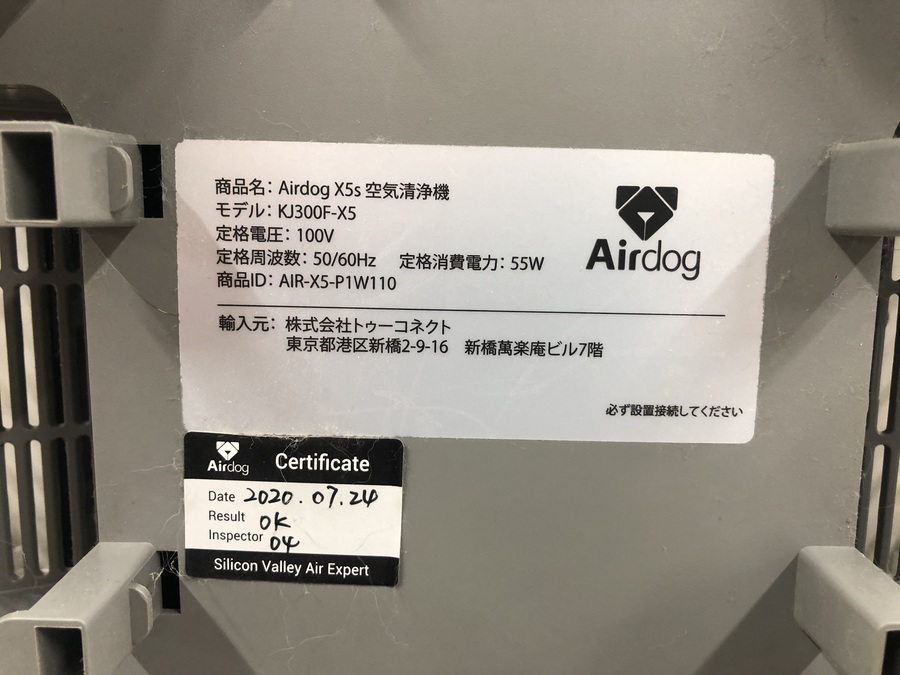 商品名: Airdog X5s 空気清浄機
モデル: KJ300F-X5
定格電圧: 100V
定格周波数: 50/60Hz 定格消費電力: 55W
商品ID: AIR-X5-P1W110
Airdog
輸入元: 株式会社トゥーコネクト
東京都港区新橋2-9-16 新橋萬楽庵ビル7階
必ず設置接続してください
Airdog Certificate
Date 2020.07.24
Result OK
Inspector 04
Silicon Valley Air Expert